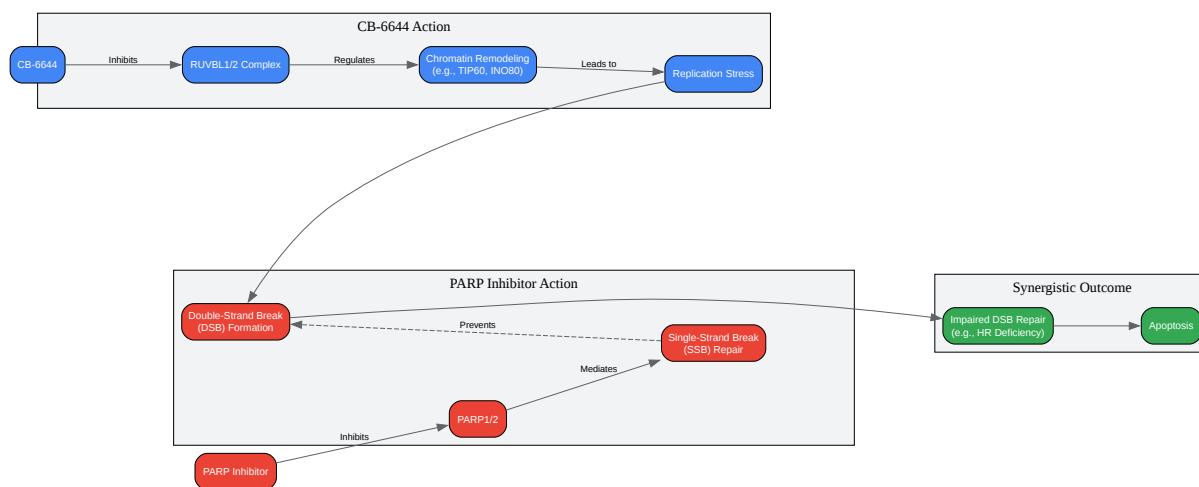 CB-6644 Action
CB-6644
Inhibits
RUVBL1/2 Complex
Regulates
Chromatin Remodeling
(e.g., TIP60, INO80)
Leads to
Replication Stress
PARP Inhibitor Action
Double-Strand Break
(DSB) Formation
Prevents
Single-Strand Break
(SSB) Repair
Mediates
PARP1/2
Inhibits
PARP Inhibitor
Synergistic Outcome
Impaired DSB Repair
(e.g., HR Deficiency)
Apoptosis